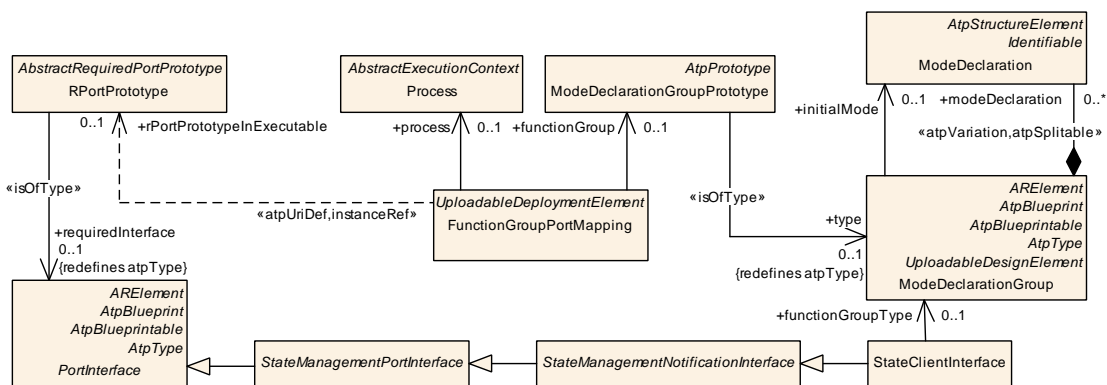 AtpStructureElement
Identifiable
ModeDeclaration
AbstractRequiredPortPrototype
RPortPrototype
AbstractExecutionContext
Process
AtpPrototype
ModeDeclarationGroupPrototype
+initialMode
0..1
+modeDeclaration
0..*
0..1
+rPortPrototypeInExecutable
+process
0..1
+functionGroup
0..1
«atpVariation,atpSplitable»
«isOfType»
«atpUriDef,instanceRef»
UploadableDeploymentElement
FunctionGroupPortMapping
«isOfType»
ARElement
AtpBlueprint
AtpBlueprintable
AtpType
UploadableDesignElement
ModeDeclarationGroup
+type
0..1
{redefines atpType}
+requiredInterface
0..1
{redefines atpType}
ARElement
AtpBlueprint
AtpBlueprintable
AtpType
PortInterface
+functionGroupType
0..1
StateManagementPortInterface
StateManagementNotificationInterface
StateClientInterface